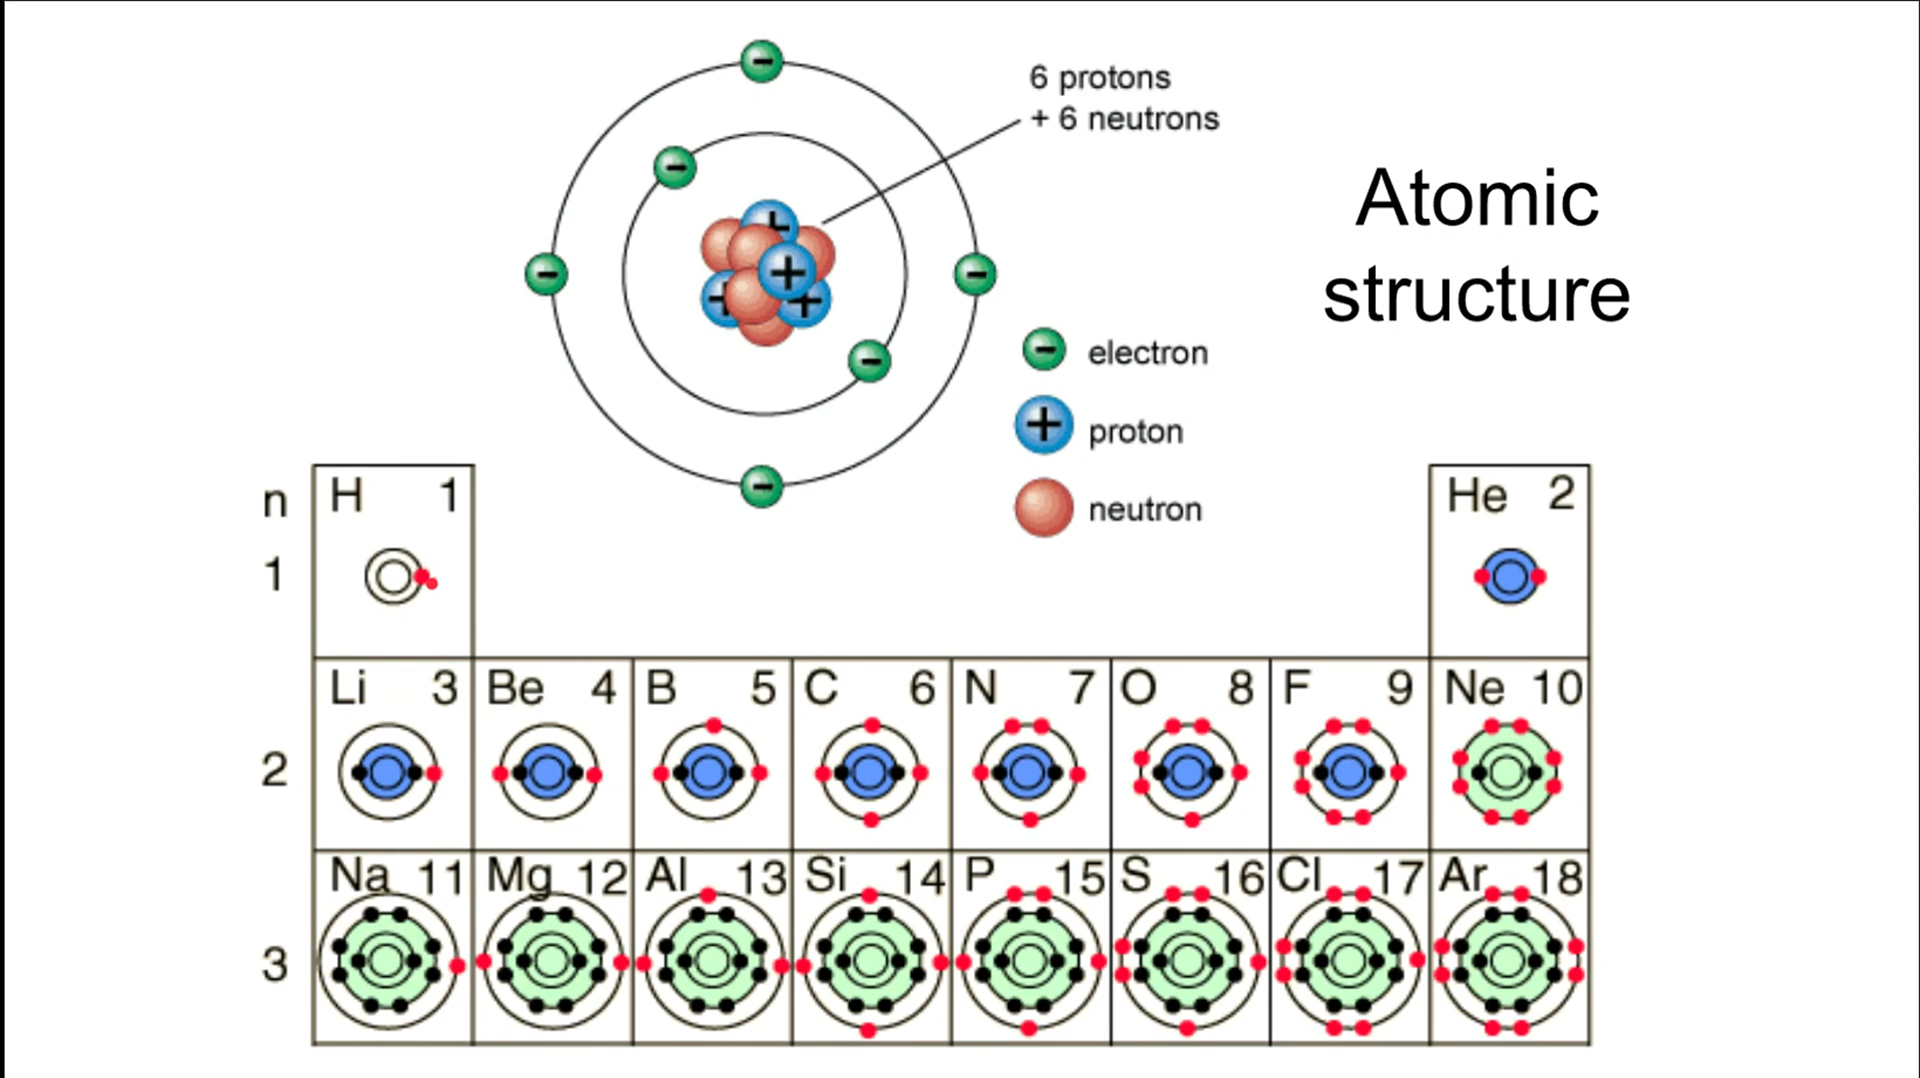 6 protons
+ 6 neutrons
Atomic
structure
electron
proton
neutron
n
H 1
He 2
1
Li 3 Be 4 B 5 C 6 N 7 O 8 F 9 Ne 10
2
Na 11 Mg 12 Al 13 Si 14 P 15 S 16 Cl 17 Ar 18
3